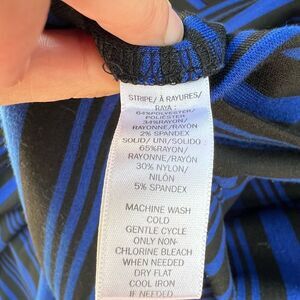 STRIPE/ À RAYURES/
RAYA :
64%POLYESTER/
POLIÉSTER
34%RAYON/
RAYONNE/RAYÓN
2% SPANDEX
SOLID/ UNI/SOLIDO:
65%RAYON/
RAYONNE/RAYÓN
30% NYLON/
NILÓN
5% SPANDEX
MACHINE WASH
COLD
GENTLE CYCLE
ONLY NON-
CHLORINE BLEACH
WHEN NEEDED
DRY FLAT
COOL IRON
IF NEEDED